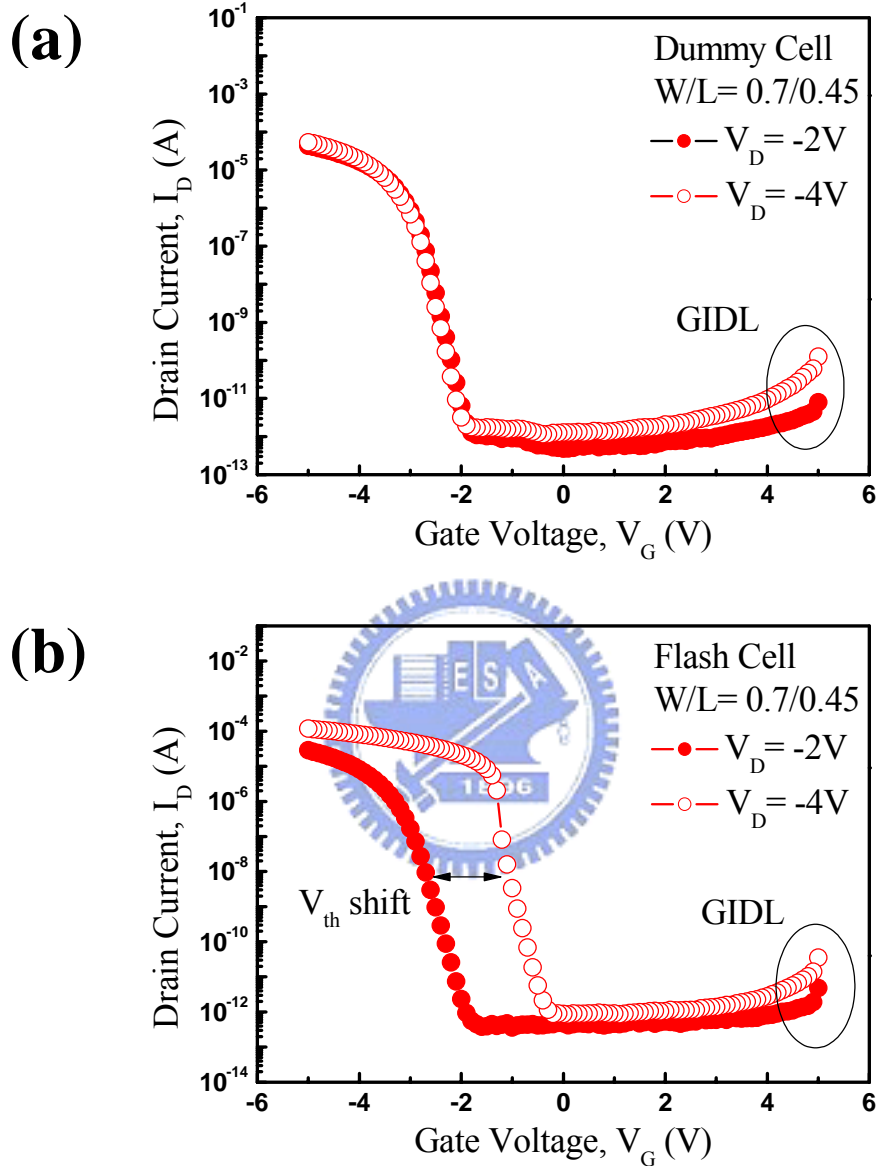 (a)
10⁻¹
10⁻³
10⁻⁵
10⁻⁷
10⁻⁹
10⁻¹¹
10⁻¹³
Drain Current, I_D (A)
Dummy Cell
W/L= 0.7/0.45
V_D= -2V
V_D= -4V
GIDL
-6 -4 -2 0 2 4 6
Gate Voltage, V_G (V)
(b)
10⁻²
10⁻⁴
10⁻⁶
10⁻⁸
10⁻¹⁰
10⁻¹²
10⁻¹⁴
Drain Current, I_D (A)
Flash Cell
W/L= 0.7/0.45
V_D= -2V
V_D= -4V
E S A
1896
V_th shift
GIDL
-6 -4 -2 0 2 4 6
Gate Voltage, V_G (V)